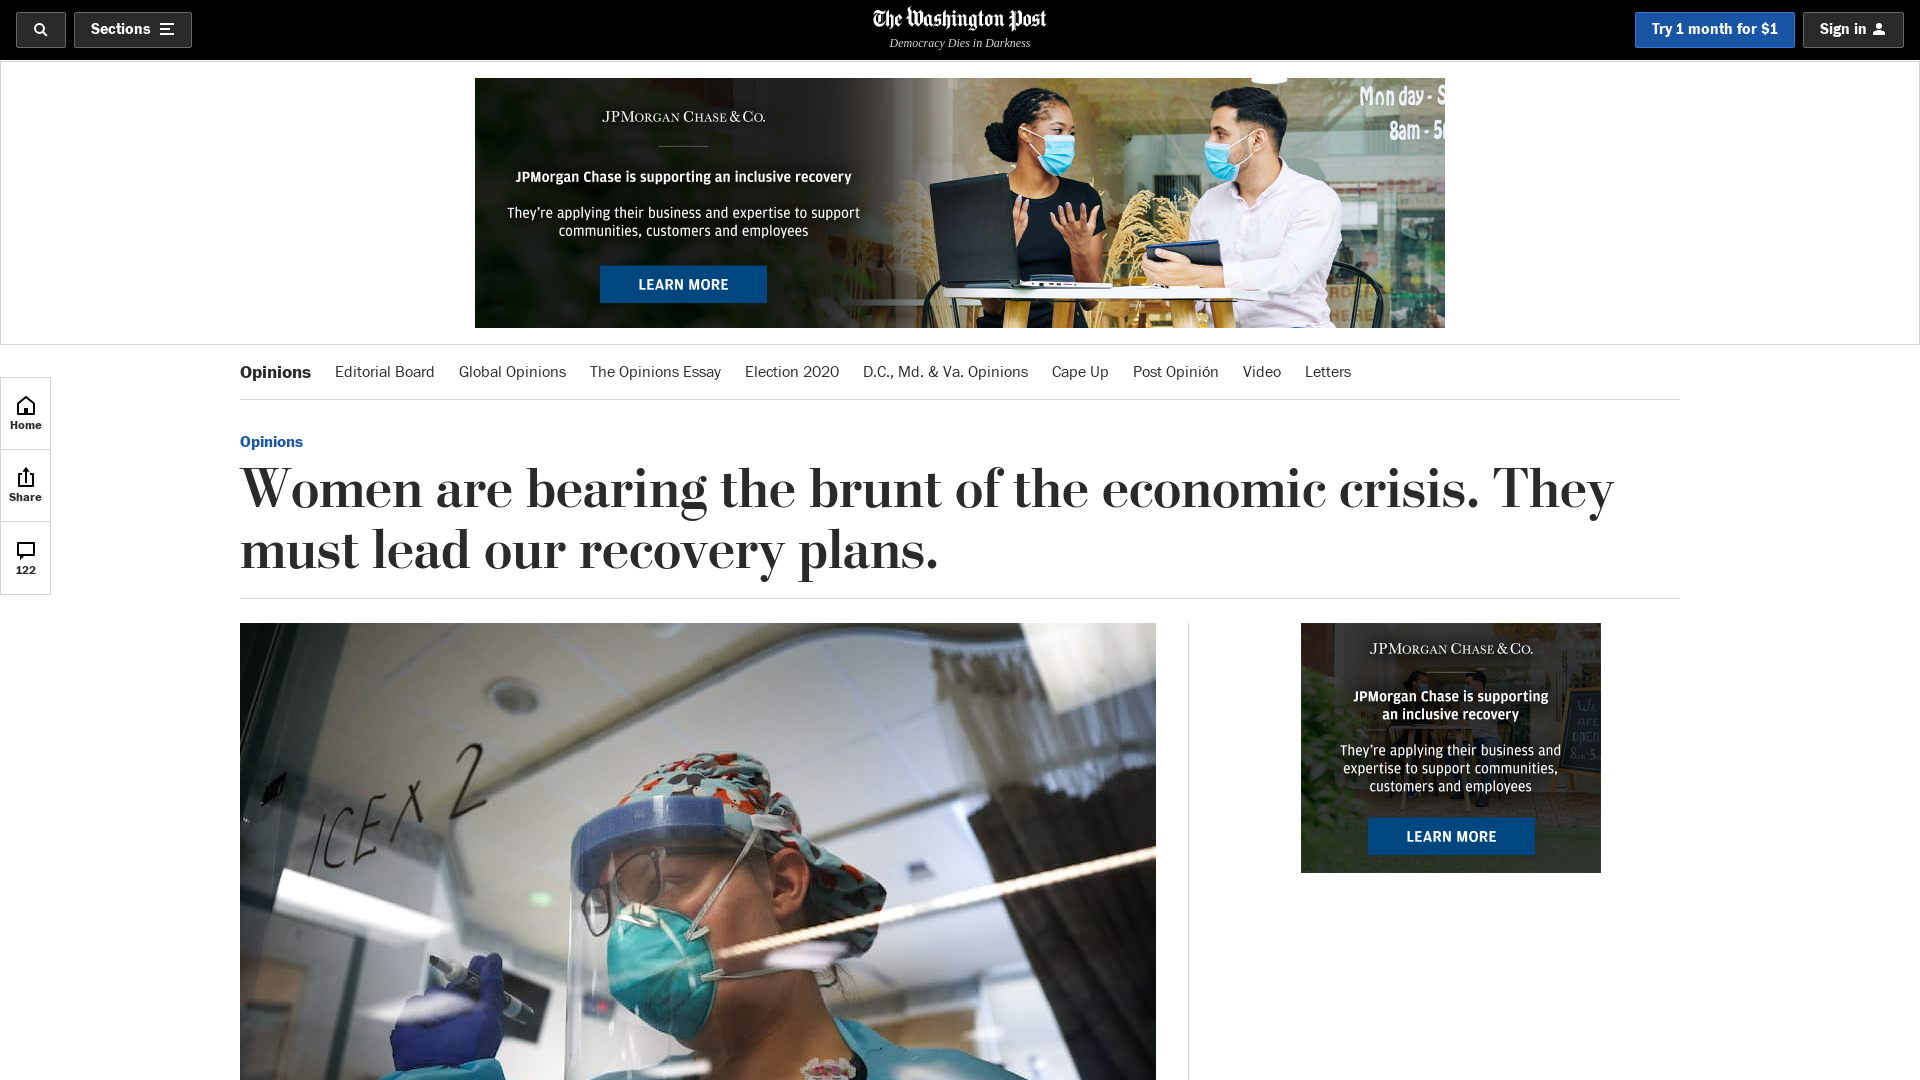 Sections
The Washington Post
Democracy Dies in Darkness
Try 1 month for $1
Sign in
JPMORGAN CHASE & CO.
JPMorgan Chase is supporting an inclusive recovery
They're applying their business and expertise to support
communities, customers and employees
LEARN MORE
Monday - S
8am - 5
Opinions
Editorial Board
Global Opinions
The Opinions Essay
Election 2020
D.C., Md. & Va. Opinions
Cape Up
Post Opinión
Video
Letters
Home
Share
122
Opinions
Women are bearing the brunt of the economic crisis. They
must lead our recovery plans.
ICE X 2
JPMORGAN CHASE & CO.
JPMorgan Chase is supporting
an inclusive recovery
They're applying their business and
expertise to support communities,
customers and employees
LEARN MORE
WE
ARE
OPEN